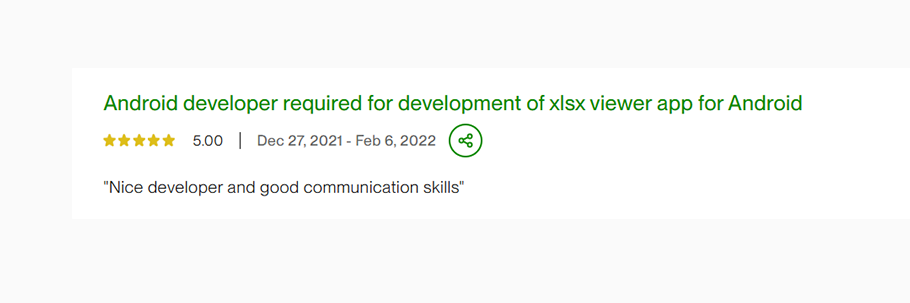 Android developer required for development of xlsx viewer app for Android
5.00 | Dec 27, 2021 - Feb 6, 2022
"Nice developer and good communication skills"